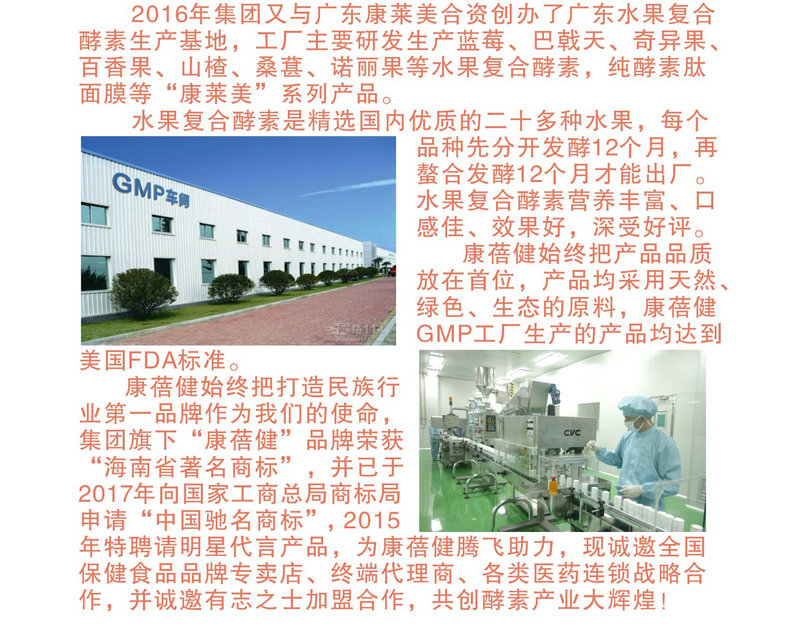 2016年集团又与广东康莱美合资创办了广东水果复合
酵素生产基地，工厂主要研发生产蓝莓、巴戟天、奇异果、
百香果、山楂、桑葚、诺丽果等水果复合酵素，纯酵素肽
面膜等“康莱美”系列产品。
水果复合酵素是精选国内优质的二十多种水果，每个
品种先分开发酵12个月，再
螯合发酵12个月才能出厂。
水果复合酵素营养丰富、口
感佳、效果好，深受好评。
康蓓健始终把产品品质
放在首位，产品均采用天然、
绿色、生态的原料，康蓓健
GMP工厂生产的产品均达到
美国FDA标准。
GMP车间
康蓓健始终把打造民族行
业第一品牌作为我们的使命，
集团旗下“康蓓健”品牌荣获
“海南省著名商标”，并已于
2017年向国家工商总局商标局
申请“中国驰名商标”，2015
年特聘请明星代言产品，为康蓓健腾飞助力，现诚邀全国
保健食品品牌专卖店、终端代理商、各类医药连锁战略合
作，并诚邀有志之士加盟合作，共创酵素产业大辉煌！
CVC